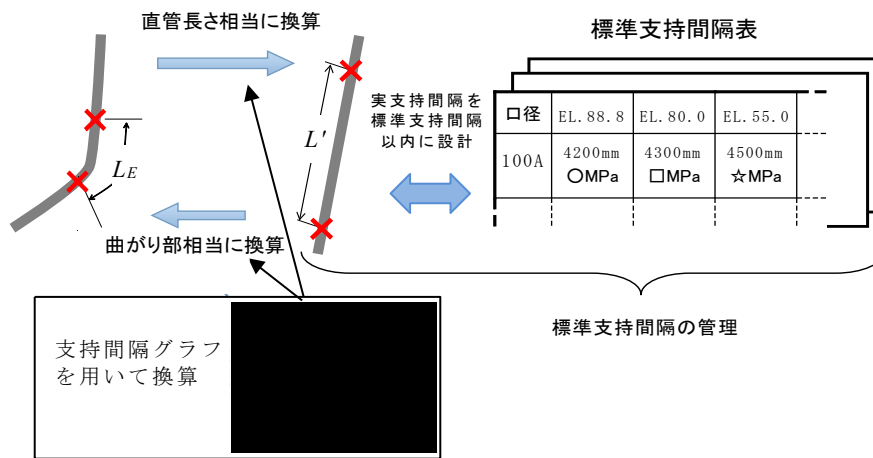 直管長さ相当に換算
標準支持間隔表
実支持間隔を
標準支持間隔
以内に設計
口径 EL.88.8 EL.80.0 EL.55.0
100A 4200mm 4300mm 4500mm
○MPa □MPa ☆MPa
L'
LE
曲がり部相当に換算
標準支持間隔の管理
支持間隔グラフ
を用いて換算